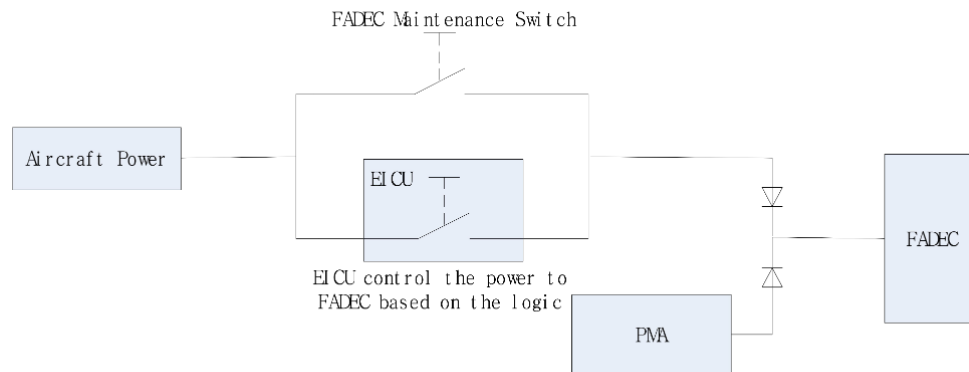 FADEC Maintenance Switch
Aircraft Power
EICU
FADEC
EICU control the power to
FADEC based on the logic
PMA